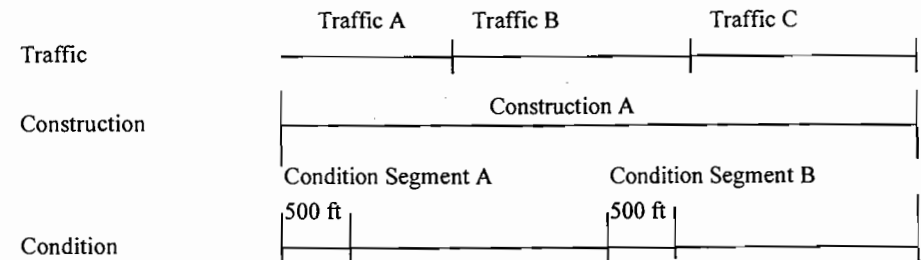 Traffic A Traffic B Traffic C
Traffic
Construction A
Construction
Condition Segment A Condition Segment B
500 ft 500 ft
Condition